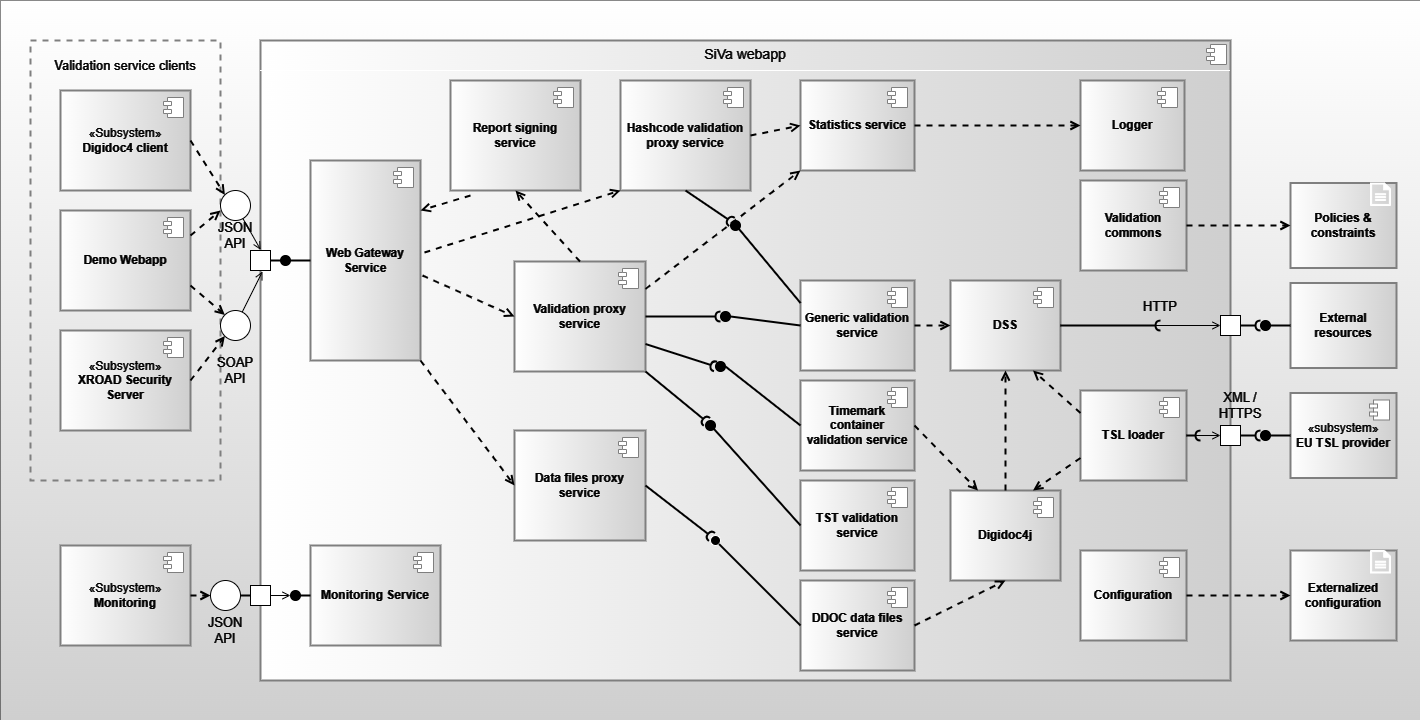 SiVa webapp
Validation service clients
«Subsystem»
Digidoc4 client
Demo Webapp
«Subsystem»
XROAD Security
Server
JSON
API
SOAP
API
Web Gateway
Service
Report signing
service
Hashcode validation
proxy service
Statistics service
Logger
Validation
commons
Policies &
constraints
Validation proxy
service
Generic validation
service
DSS
HTTP
External
resources
Timemark
container
validation service
TSL loader
XML /
HTTPS
«subsystem»
EU TSL provider
Data files proxy
service
TST validation
service
Digidoc4j
«Subsystem»
Monitoring
JSON
API
Monitoring Service
DDOC data files
service
Configuration
Externalized
configuration